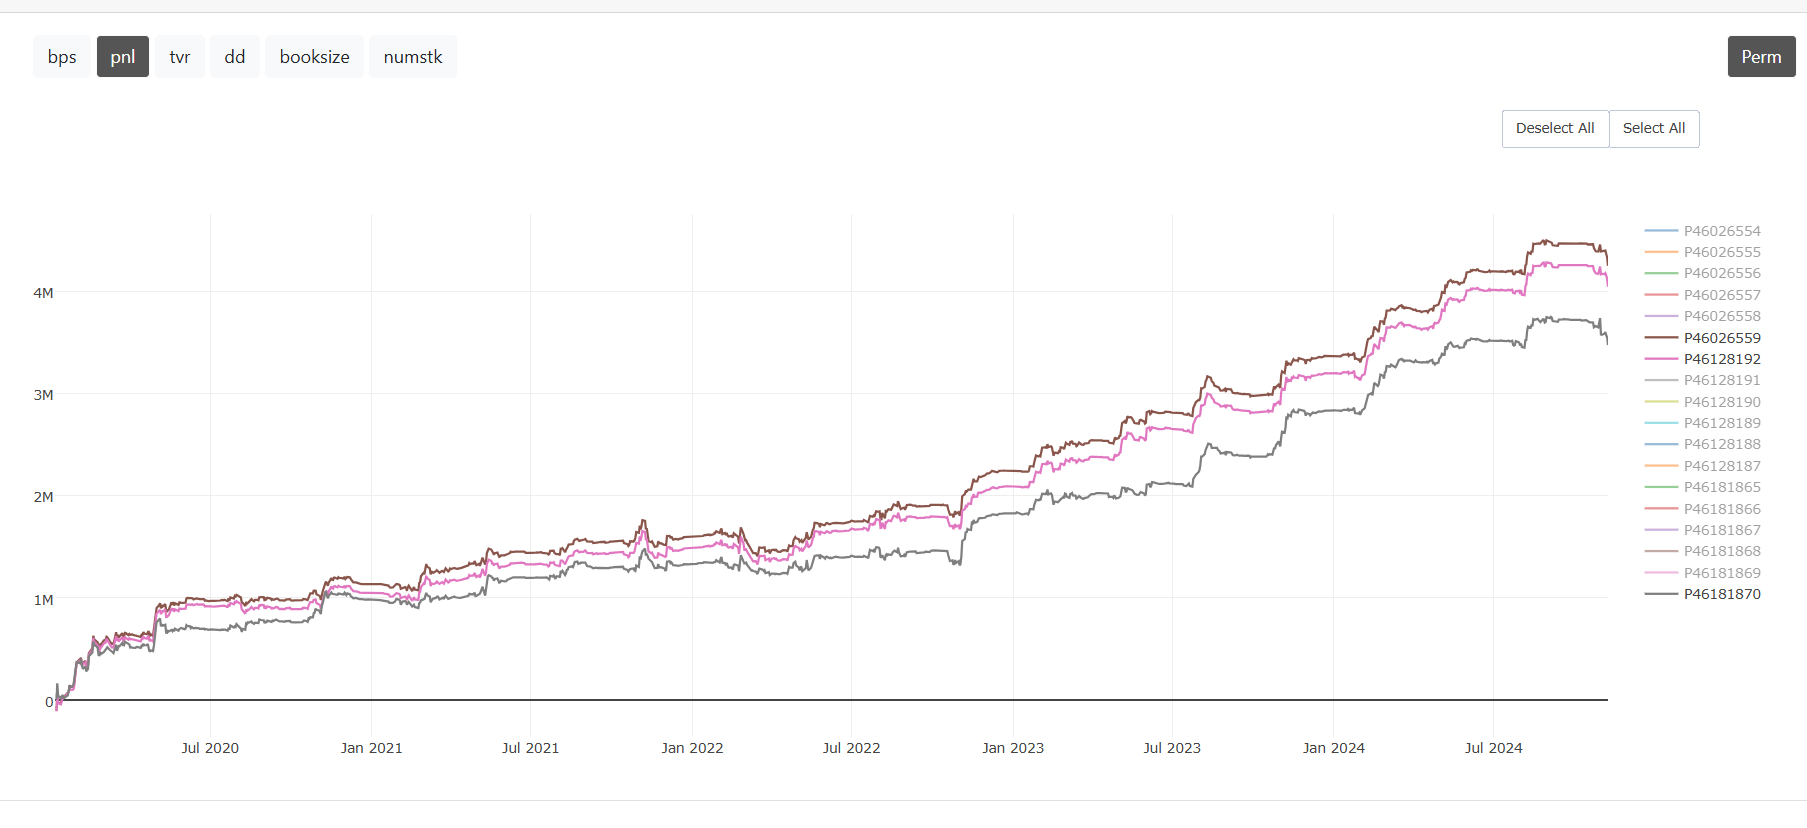 bps pnl tvr dd booksize numstk Perm
Deselect All Select All
4M
3M
2M
1M
0
Jul 2020 Jan 2021 Jul 2021 Jan 2022 Jul 2022 Jan 2023 Jul 2023 Jan 2024 Jul 2024
P46026554
P46026555
P46026556
P46026557
P46026558
P46026559
P46128192
P46128191
P46128190
P46128189
P46128188
P46128187
P46181865
P46181866
P46181867
P46181868
P46181869
P46181870